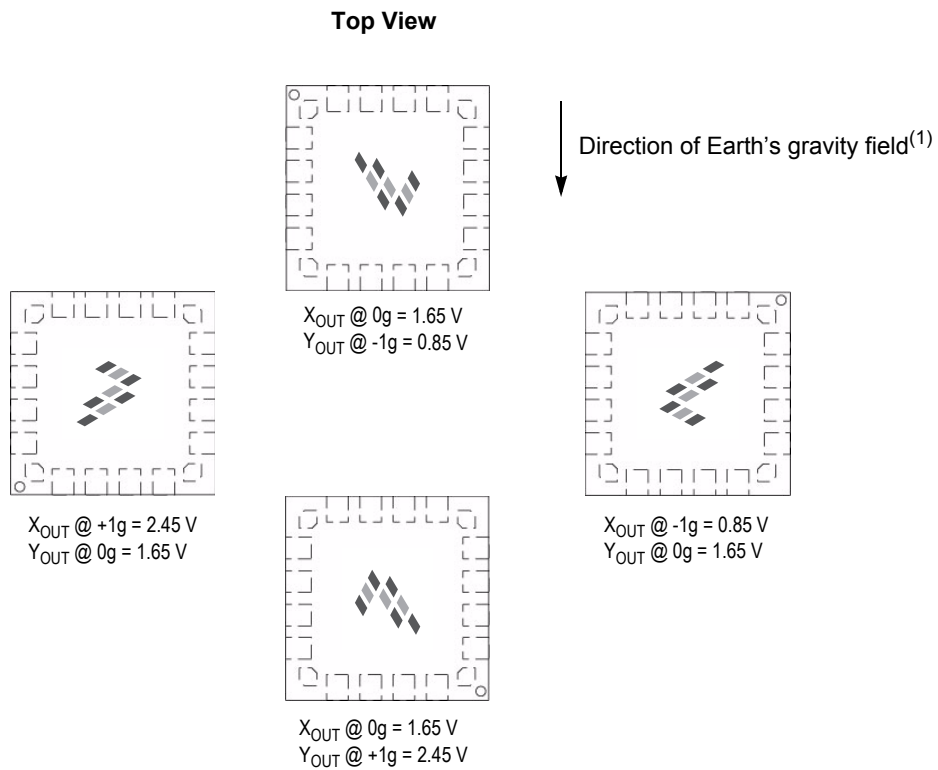 Top View
Direction of Earth's gravity field(1)
XOUT @ 0g = 1.65 V
YOUT @ -1g = 0.85 V
XOUT @ +1g = 2.45 V
YOUT @ 0g = 1.65 V
XOUT @ -1g = 0.85 V
YOUT @ 0g = 1.65 V
XOUT @ 0g = 1.65 V
YOUT @ +1g = 2.45 V